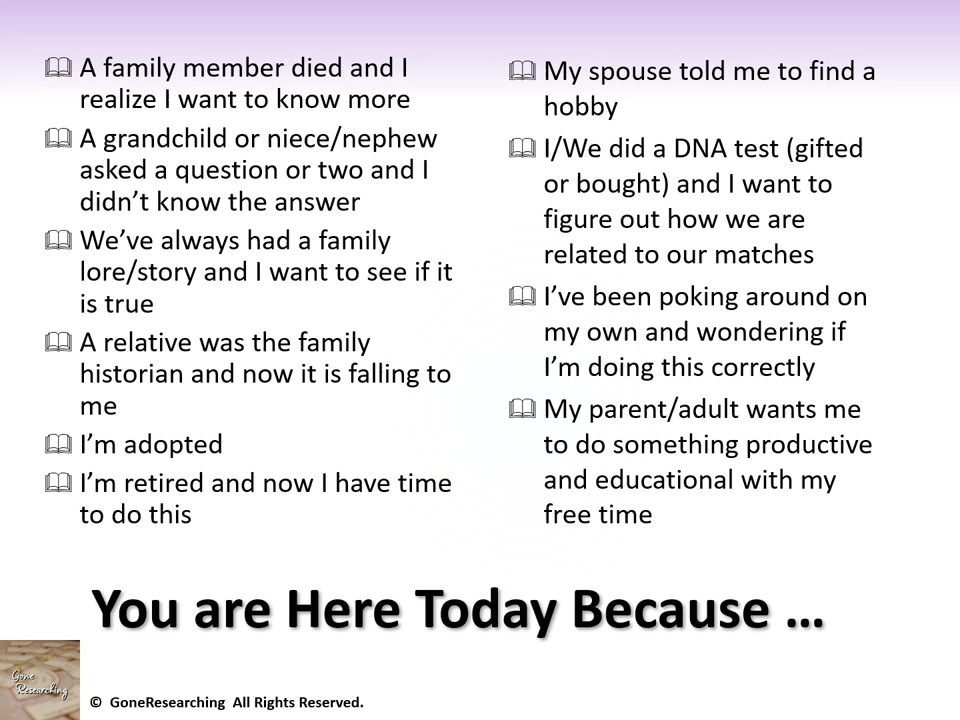 A family member died and I
realize I want to know more
A grandchild or niece/nephew
asked a question or two and I
didn’t know the answer
We’ve always had a family
lore/story and I want to see if it
is true
A relative was the family
historian and now it is falling to
me
I’m adopted
I’m retired and now I have time
to do this
My spouse told me to find a
hobby
I/We did a DNA test (gifted
or bought) and I want to
figure out how we are
related to our matches
I’ve been poking around on
my own and wondering if
I’m doing this correctly
My parent/adult wants me
to do something productive
and educational with my
free time
You are Here Today Because …
Gone
Researching
© GoneResearching All Rights Reserved.